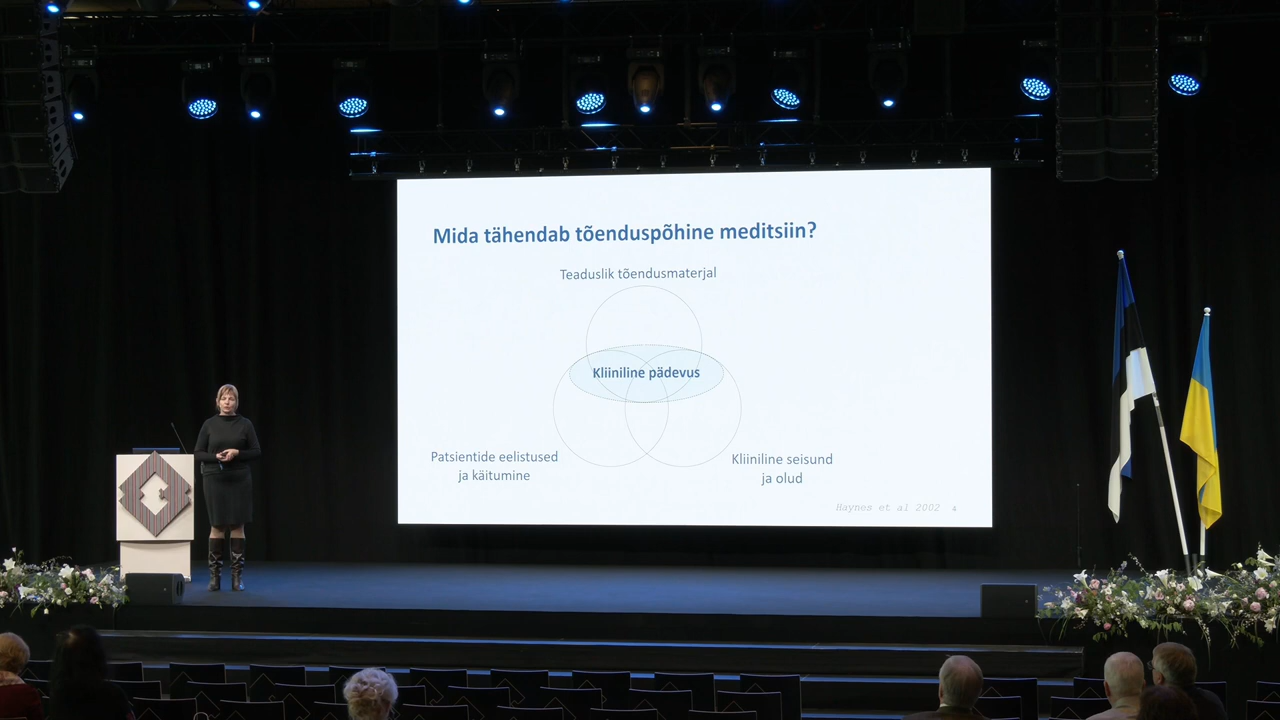 Mida tähendab tõenduspõhine meditsiin?
Teaduslik tõendusmaterjal
Kliiniline pädevus
Patsientide eelistused
ja käitumine
Kliiniline seisund
ja olud
Haynes et al 2002
4